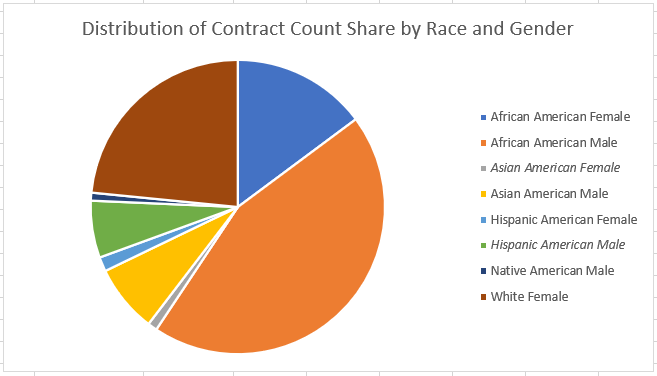 Distribution of Contract Count Share by Race and Gender
African American Female
African American Male
Asian American Female
Asian American Male
Hispanic American Female
Hispanic American Male
Native American Male
White Female